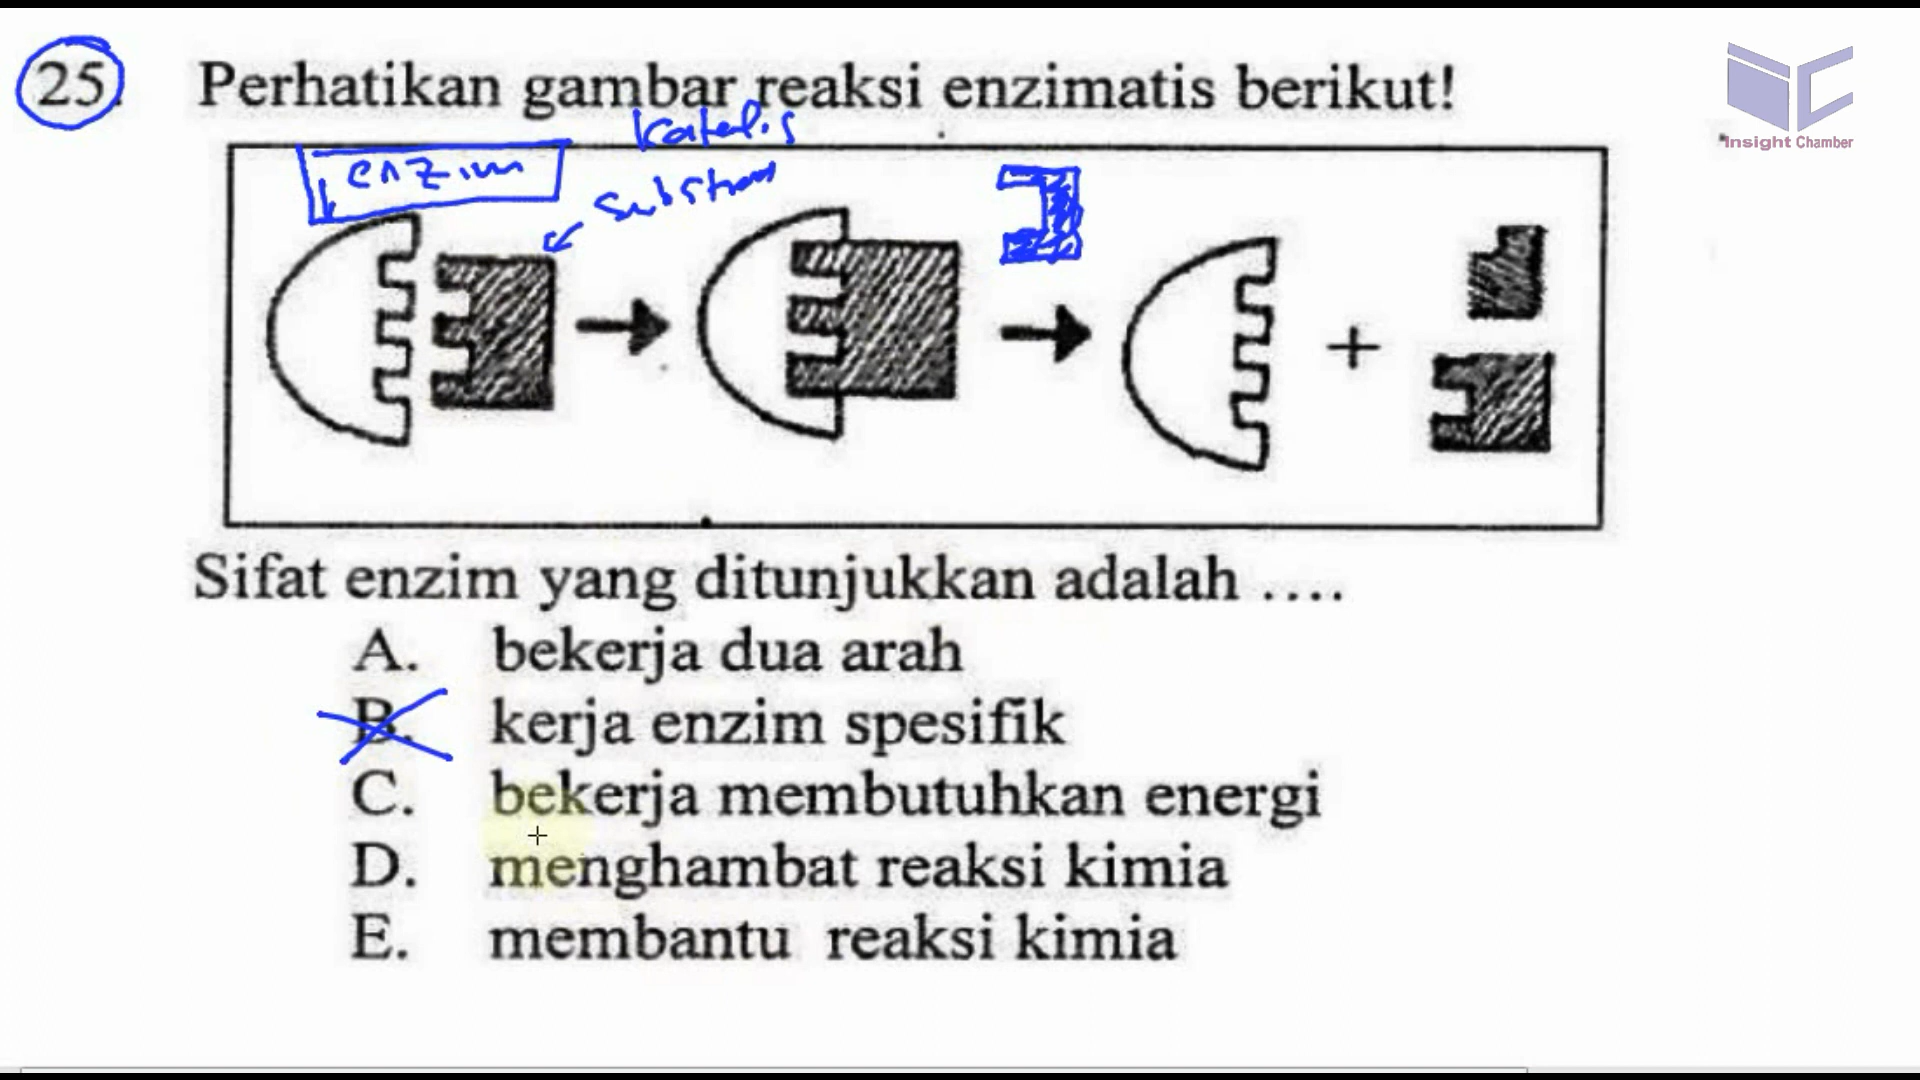 25. Perhatikan gambar reaksi enzimatis berikut!
Insight Chamber
Katalis
enzim
Substrat
+
Sifat enzim yang ditunjukkan adalah ....
A. bekerja dua arah
B. kerja enzim spesifik
C. bekerja membutuhkan energi
D. menghambat reaksi kimia
E. membantu reaksi kimia